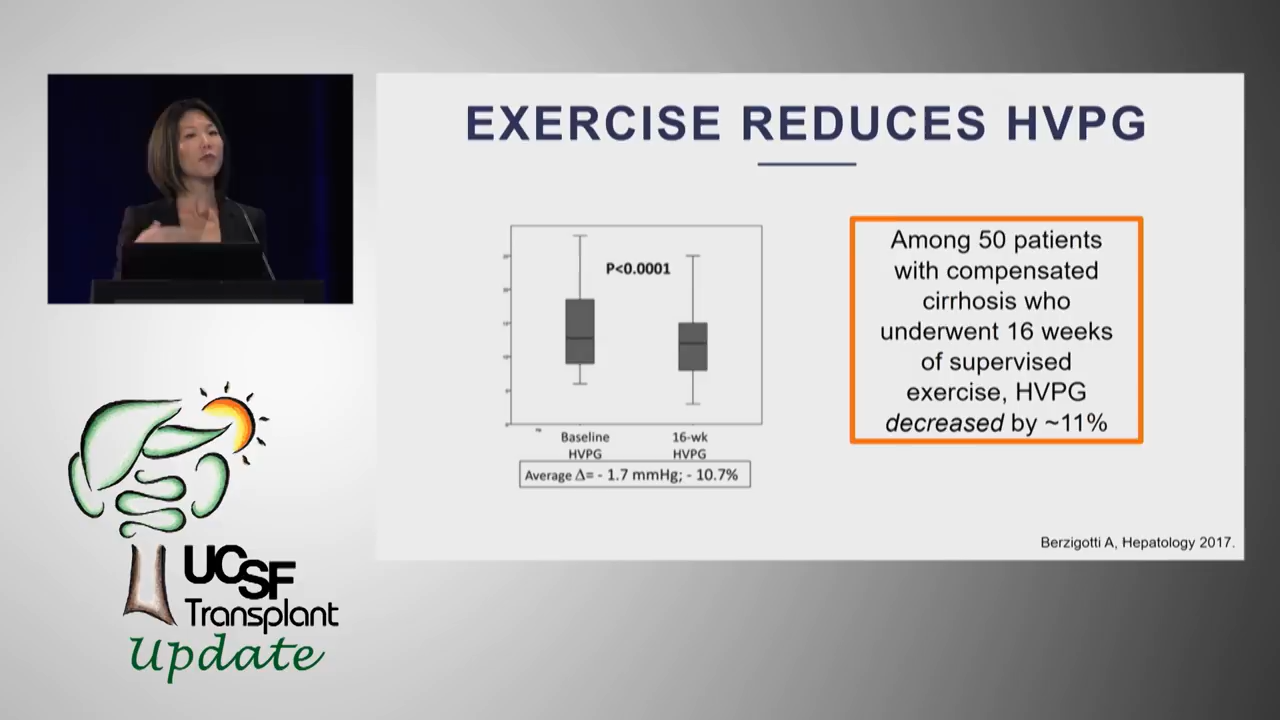 EXERCISE REDUCES HVPG
P<0.0001
Baseline
HVPG
16-wk
HVPG
Average Δ= - 1.7 mmHg; - 10.7%
Among 50 patients
with compensated
cirrhosis who
underwent 16 weeks
of supervised
exercise, HVPG
decreased by ~11%
Berzigotti A, Hepatology 2017.
UCSF
Transplant
Update